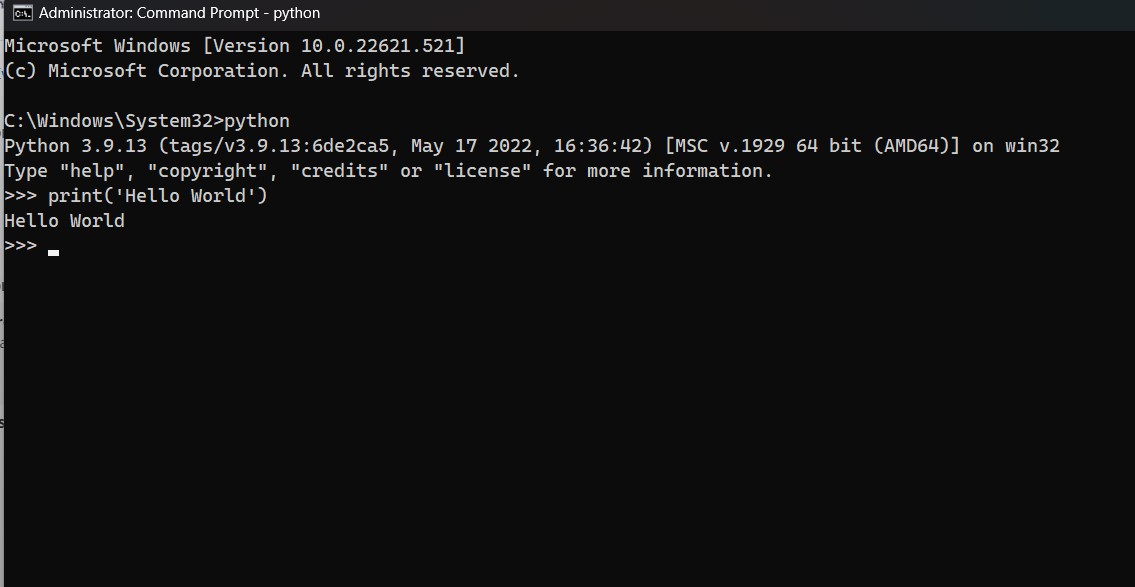 Administrator: Command Prompt - python
Microsoft Windows [Version 10.0.22621.521]
(c) Microsoft Corporation. All rights reserved.
C:\Windows\System32>python
Python 3.9.13 (tags/v3.9.13:6de2ca5, May 17 2022, 16:36:42) [MSC v.1929 64 bit (AMD64)] on win32
Type "help", "copyright", "credits" or "license" for more information.
>>> print('Hello World')
Hello World
>>>